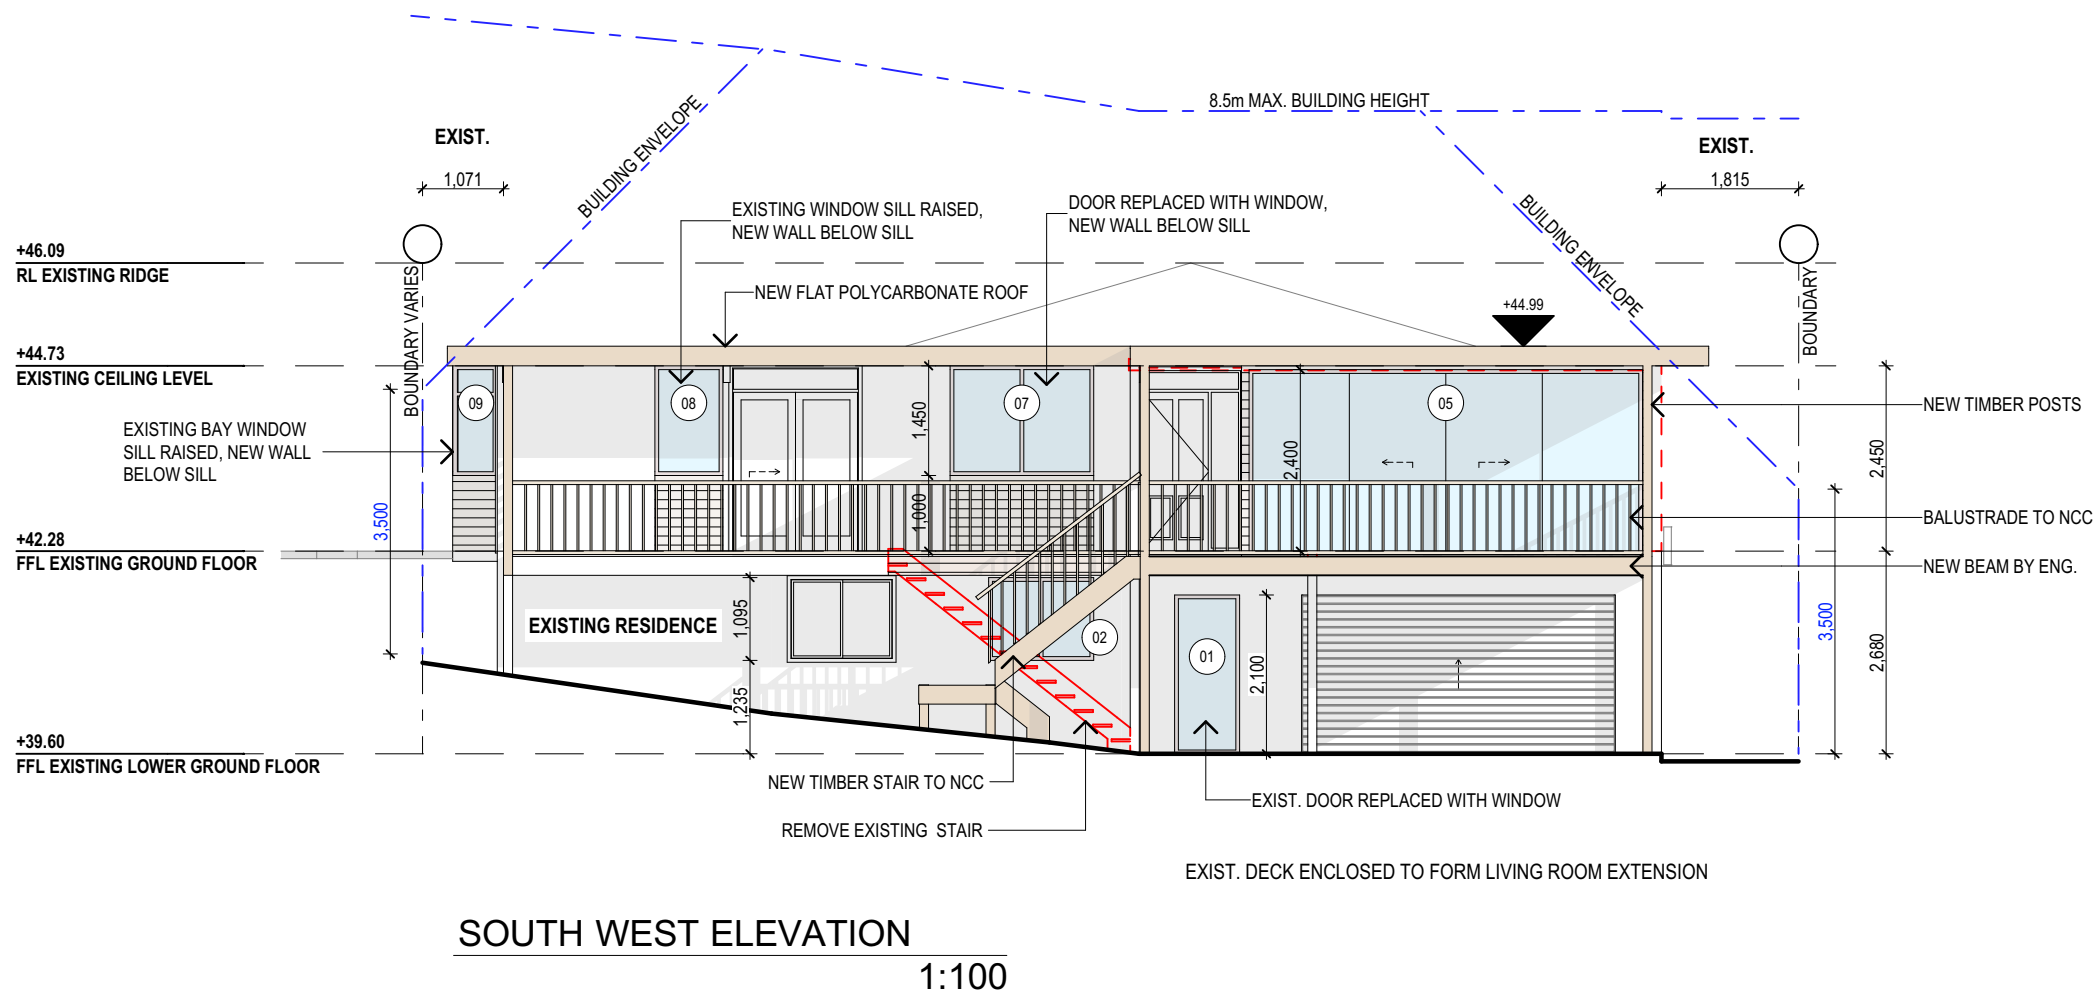 8.5m MAX. BUILDING HEIGHT
EXIST.
EXIST.
BUILDING ENVELOPE
1,071
1,815
EXISTING WINDOW SILL RAISED,
NEW WALL BELOW SILL
DOOR REPLACED WITH WINDOW,
NEW WALL BELOW SILL
BUILDING ENVELOPE
+46.09
RL EXISTING RIDGE
BOUNDARY VARIES
BOUNDARY
NEW FLAT POLYCARBONATE ROOF
+44.99
+44.73
EXISTING CEILING LEVEL
09
08
07
05
NEW TIMBER POSTS
EXISTING BAY WINDOW
SILL RAISED, NEW WALL
BELOW SILL
1,450
2,400
2,450
3,500
1,000
BALUSTRADE TO NCC
+42.28
FFL EXISTING GROUND FLOOR
NEW BEAM BY ENG.
EXISTING RESIDENCE
1,095
02
01
2,100
3,500
2,680
1,235
+39.60
FFL EXISTING LOWER GROUND FLOOR
NEW TIMBER STAIR TO NCC
EXIST. DOOR REPLACED WITH WINDOW
REMOVE EXISTING STAIR
EXIST. DECK ENCLOSED TO FORM LIVING ROOM EXTENSION
SOUTH WEST ELEVATION
1:100